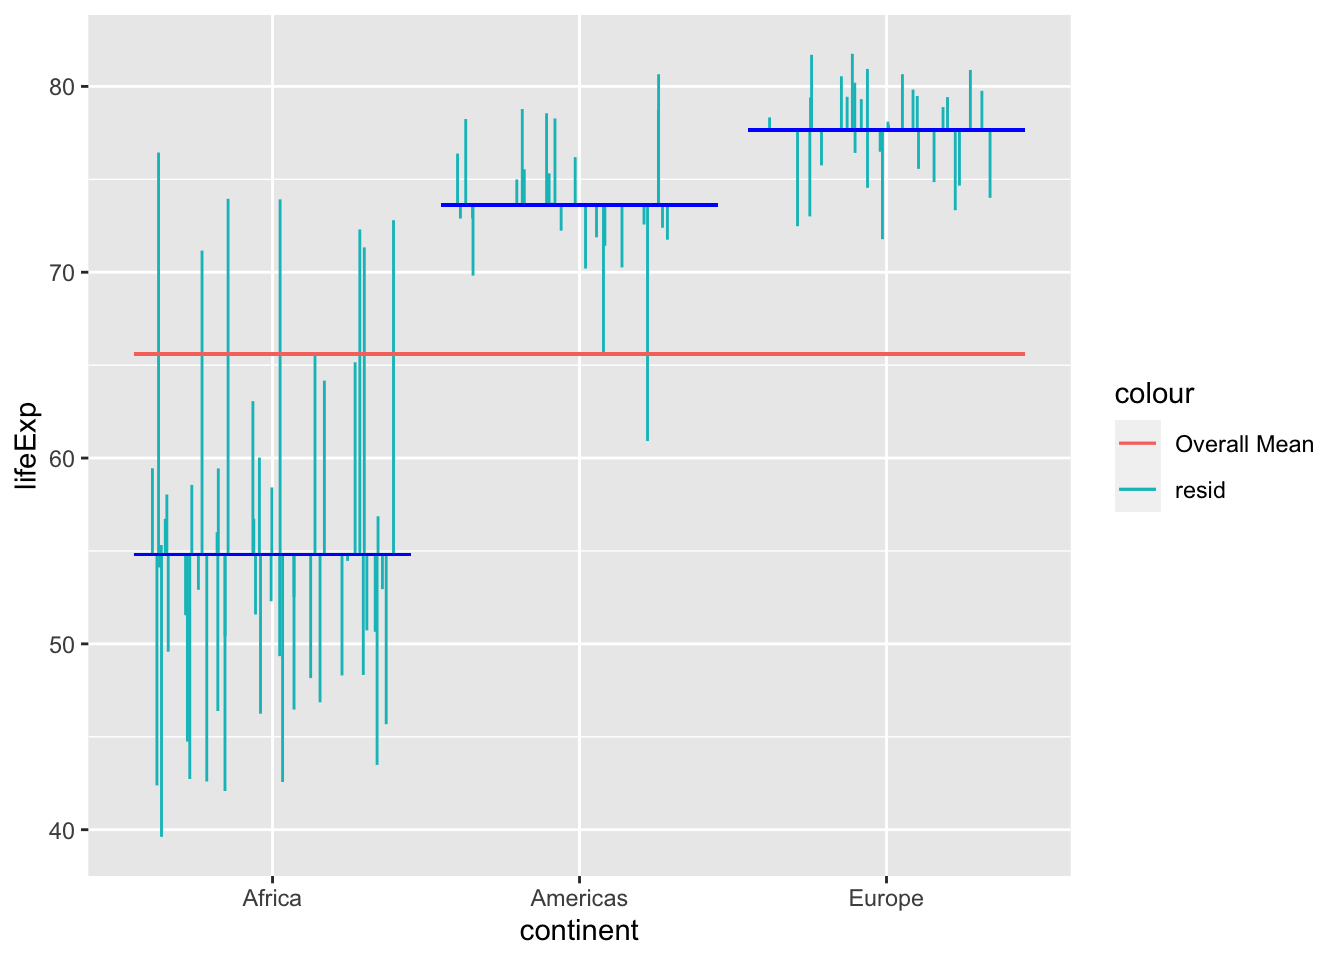 80
70
60
50
40
lifeExp
Africa
Americas
Europe
continent
colour
Overall Mean
resid